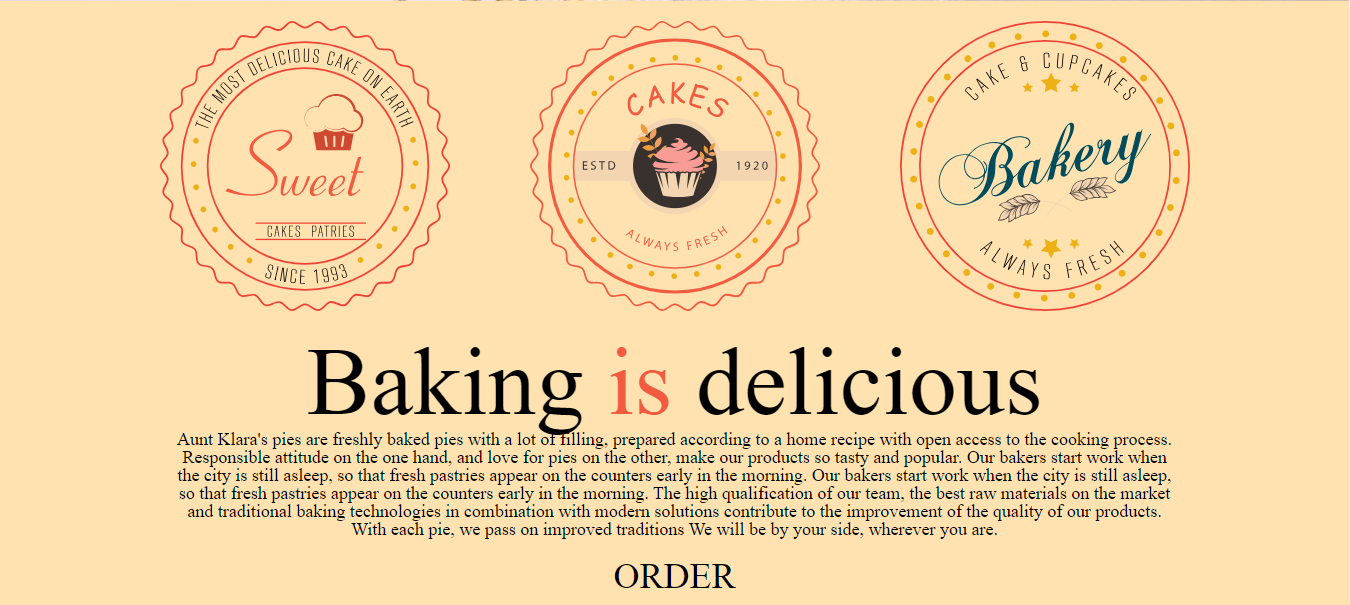 THE MOST DELICIOUS CAKE ON EARTH
Sweet
CAKES PATRIES
SINCE 1993
CAKES
ESTD 1920
ALWAYS FRESH
CAKE & CUPCAKES
Bakery
ALWAYS FRESH
Baking is delicious
Aunt Klara's pies are freshly baked pies with a lot of filling, prepared according to a home recipe with open access to the cooking process.
Responsible attitude on the one hand, and love for pies on the other, make our products so tasty and popular. Our bakers start work when
the city is still asleep, so that fresh pastries appear on the counters early in the morning. Our bakers start work when the city is still asleep,
so that fresh pastries appear on the counters early in the morning. The high qualification of our team, the best raw materials on the market
and traditional baking technologies in combination with modern solutions contribute to the improvement of the quality of our products.
With each pie, we pass on improved traditions We will be by your side, wherever you are.
ORDER